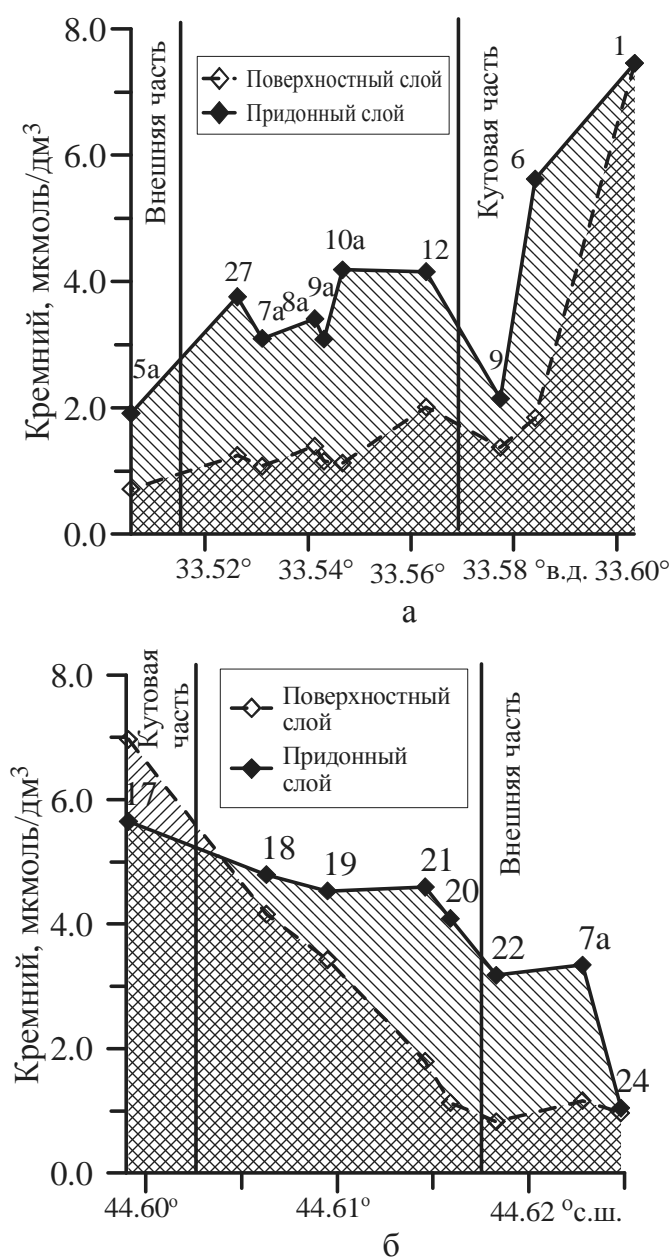 8.0
6.0
4.0
2.0
0.0
Кремний, мкмоль/дм³
Внешняя часть
Поверхностный слой
Придонный слой
Кутовая часть
5а
27
7а
8а
9а
10а
12
9
6
1
33.52°
33.54°
33.56°
33.58
°в.д.
33.60°
а
8.0
6.0
4.0
2.0
0.0
Кремний, мкмоль/дм³
Кутовая
часть
Поверхностный
слой
Придонный
слой
Внешняя часть
17
18
19
21
20
22
7а
24
44.60°
44.61°
44.62 °с.ш.
б